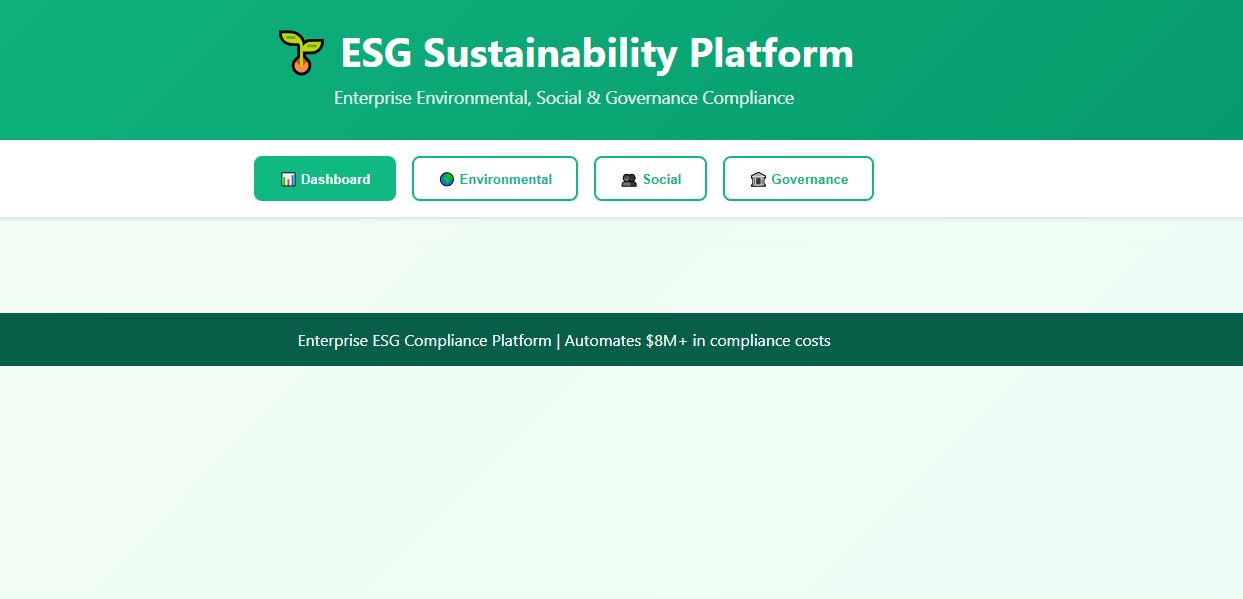 ESG Sustainability Platform
Enterprise Environmental, Social & Governance Compliance
Dashboard
Environmental
Social
Governance
Enterprise ESG Compliance Platform | Automates $8M+ in compliance costs